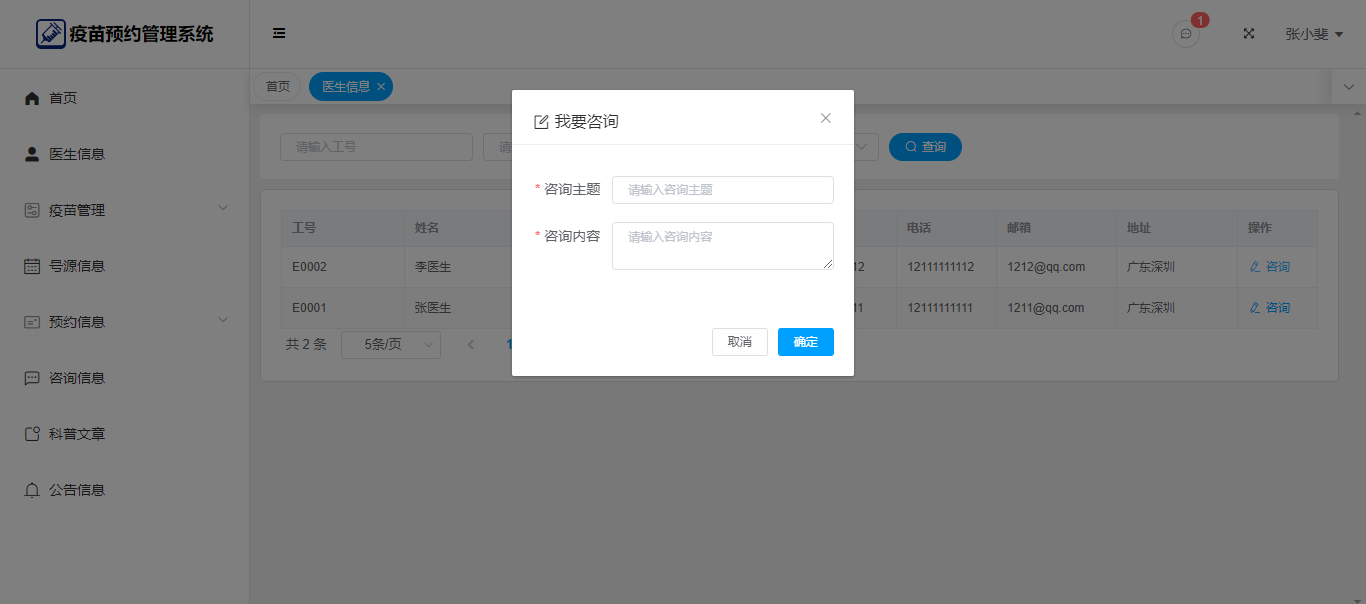 疫苗预约管理系统
1
张小斐
首页
医生信息
疫苗管理
号源信息
预约信息
咨询信息
科普文章
公告信息
首页 医生信息
请输入工号 请 查询
工号 姓名 电话 邮箱 地址 操作
E0002 李医生 12 12111111112 1212@qq.com 广东深圳 咨询
E0001 张医生 11 12111111111 1211@qq.com 广东深圳 咨询
共 2 条 5条/页 1
我要咨询
* 咨询主题 请输入咨询主题
* 咨询内容 请输入咨询内容
取消 确定